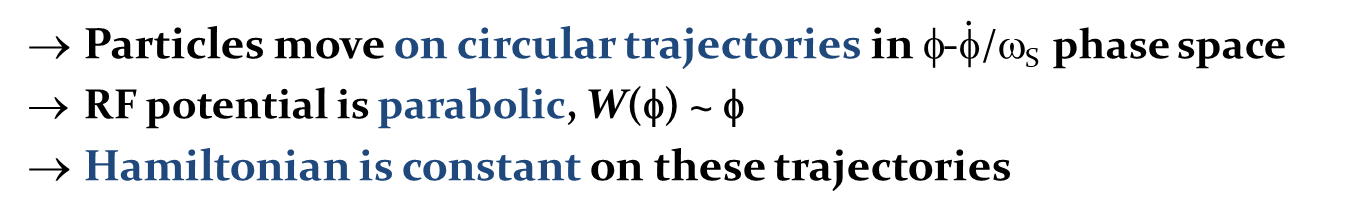 → Particles move on circular trajectories in ϕ-ϕ̇/ωS phase space
→ RF potential is parabolic, W(ϕ) ~ ϕ
→ Hamiltonian is constant on these trajectories